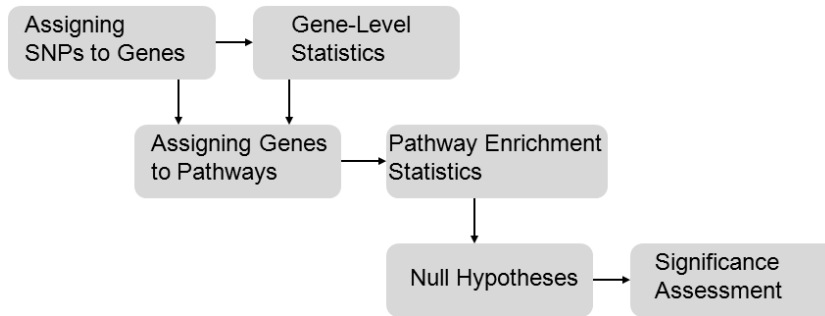 Assigning
SNPs to Genes
Gene-Level
Statistics
Assigning Genes
to Pathways
Pathway Enrichment
Statistics
Null Hypotheses
Significance
Assessment